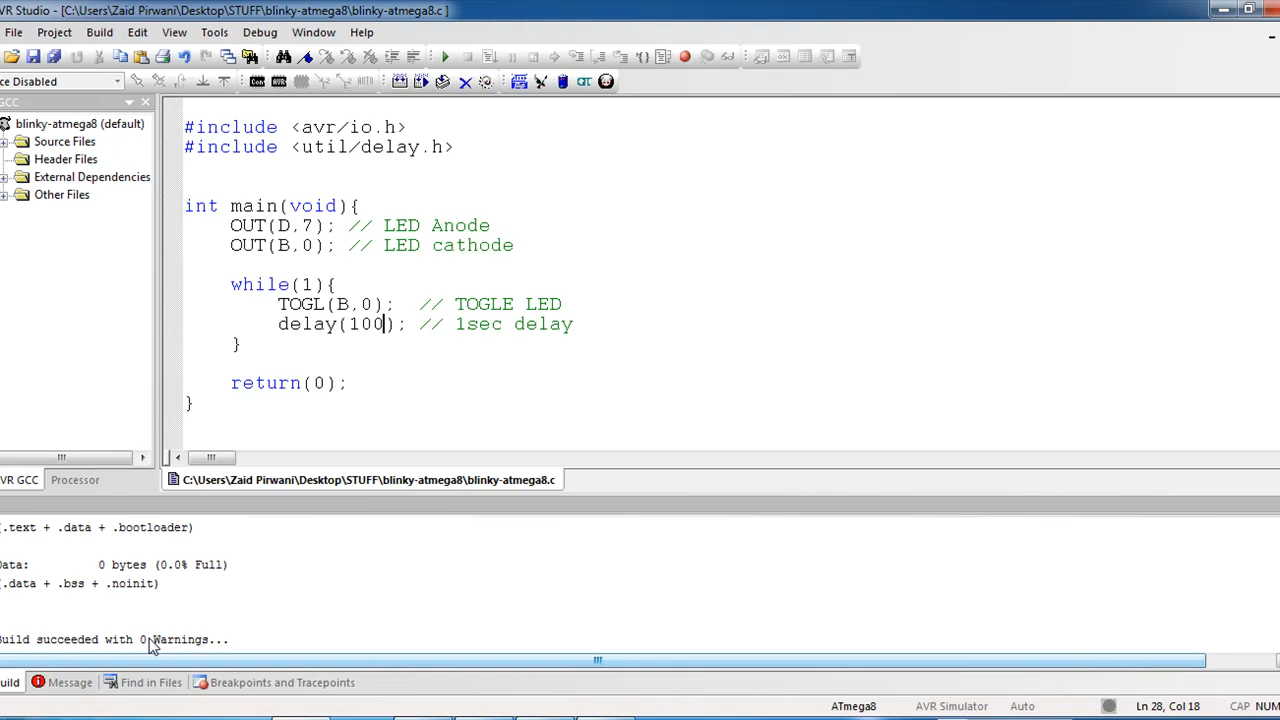 VR Studio - [C:\Users\Zaid Pirwani\Desktop\STUFF\blinky-atmega8\blinky-atmega8.c ]
File Project Build Edit View Tools Debug Window Help
ce Disabled
Con AVR AUTO
GCC
blinky-atmega8 (default)
Source Files
Header Files
External Dependencies
Other Files
#include <avr/io.h>
#include <util/delay.h>
int main(void){
OUT(D,7); // LED Anode
OUT(B,0); // LED cathode
while(1){
TOGL(B,0); // TOGLE LED
delay(100); // 1sec delay
}
return(0);
}
VR GCC Processor
C:\Users\Zaid Pirwani\Desktop\STUFF\blinky-atmega8\blinky-atmega8.c
(.text + .data + .bootloader)
Data: 0 bytes (0.0% Full)
(.data + .bss + .noinit)
Build succeeded with 0 Warnings...
uild Message Find in Files Breakpoints and Tracepoints
ATmega8 AVR Simulator Auto Ln 28, Col 18 CAP NUM